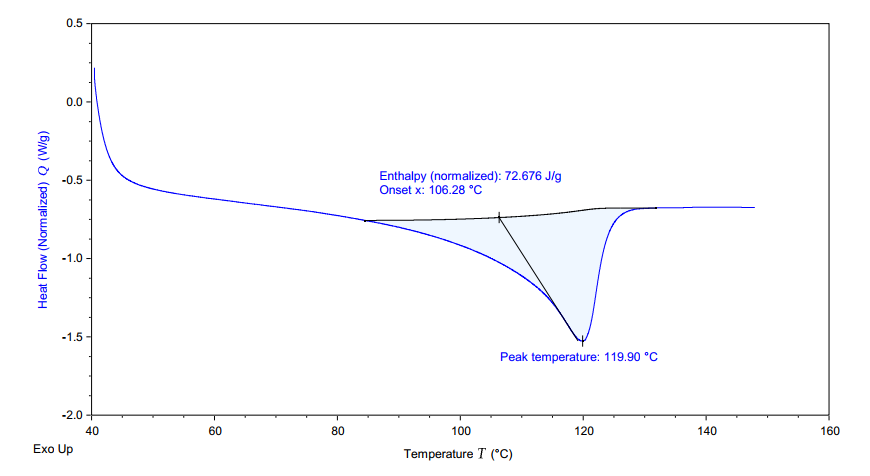 0.5
0.0
-0.5
-1.0
-1.5
-2.0
Heat Flow (Normalized) Q (W/g)
Enthalpy (normalized): 72.676 J/g
Onset x: 106.28 °C
Peak temperature: 119.90 °C
40 60 80 100 120 140 160
Exo Up
Temperature T (°C)